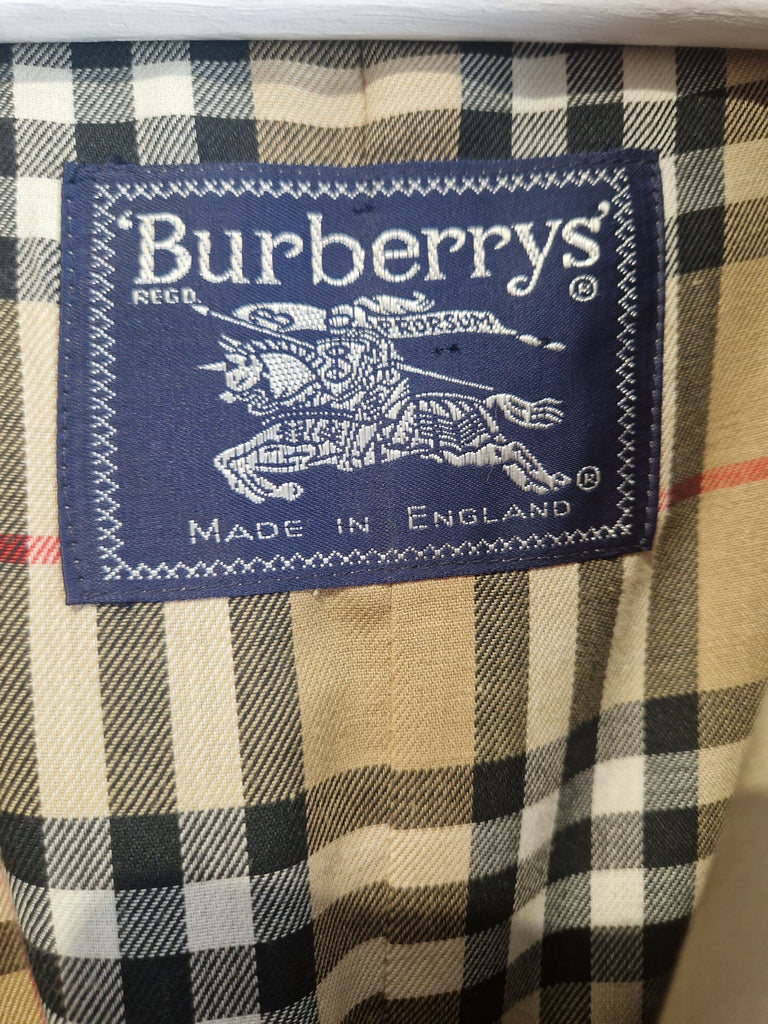 'Burberrys'
REGD. ®
®
MADE IN ENGLAND